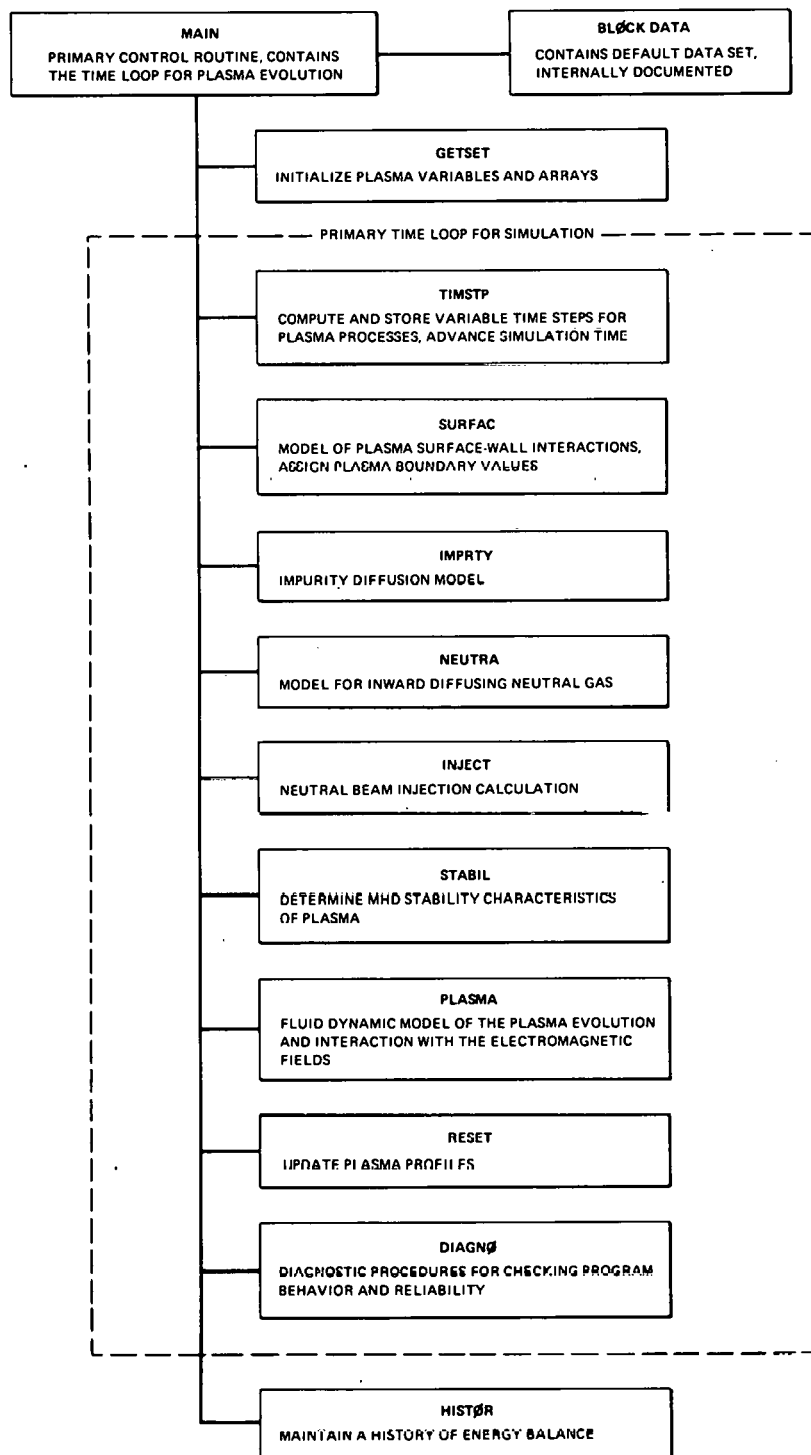 MAIN
PRIMARY CONTROL ROUTINE, CONTAINS
THE TIME LOOP FOR PLASMA EVOLUTION
BLØCK DATA
CONTAINS DEFAULT DATA SET,
INTERNALLY DOCUMENTED
GETSET
INITIALIZE PLASMA VARIABLES AND ARRAYS
PRIMARY TIME LOOP FOR SIMULATION
TIMSTP
COMPUTE AND STORE VARIABLE TIME STEPS FOR
PLASMA PROCESSES, ADVANCE SIMULATION TIME
SURFAC
MODEL OF PLASMA SURFACE-WALL INTERACTIONS,
ASSIGN PLASMA BOUNDARY VALUES
IMPRTY
IMPURITY DIFFUSION MODEL
NEUTRA
MODEL FOR INWARD DIFFUSING NEUTRAL GAS
INJECT
NEUTRAL BEAM INJECTION CALCULATION
STABIL
DETERMINE MHD STABILITY CHARACTERISTICS
OF PLASMA
PLASMA
FLUID DYNAMIC MODEL OF THE PLASMA EVOLUTION
AND INTERACTION WITH THE ELECTROMAGNETIC
FIELDS
RESET
UPDATE PLASMA PROFILES
DIAGNØ
DIAGNOSTIC PROCEDURES FOR CHECKING PROGRAM
BEHAVIOR AND RELIABILITY
HISTØR
MAINTAIN A HISTORY OF ENERGY BALANCE